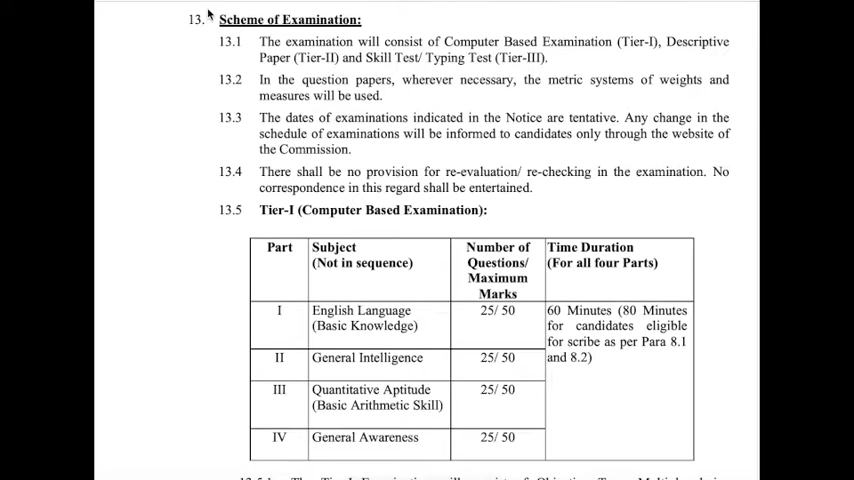 13. Scheme of Examination:
13.1 The examination will consist of Computer Based Examination (Tier-I), Descriptive
Paper (Tier-II) and Skill Test/ Typing Test (Tier-III).
13.2 In the question papers, wherever necessary, the metric systems of weights and
measures will be used.
13.3 The dates of examinations indicated in the Notice are tentative. Any change in the
schedule of examinations will be informed to candidates only through the website of
the Commission.
13.4 There shall be no provision for re-evaluation/ re-checking in the examination. No
correspondence in this regard shall be entertained.
13.5 Tier-I (Computer Based Examination):
Part Subject Number of Time Duration
(Not in sequence) Questions/ (For all four Parts)
Maximum
Marks
I English Language 25/ 50 60 Minutes (80 Minutes
(Basic Knowledge) for candidates eligible
for scribe as per Para 8.1
II General Intelligence 25/ 50 and 8.2)
III Quantitative Aptitude 25/ 50
(Basic Arithmetic Skill)
IV General Awareness 25/ 50